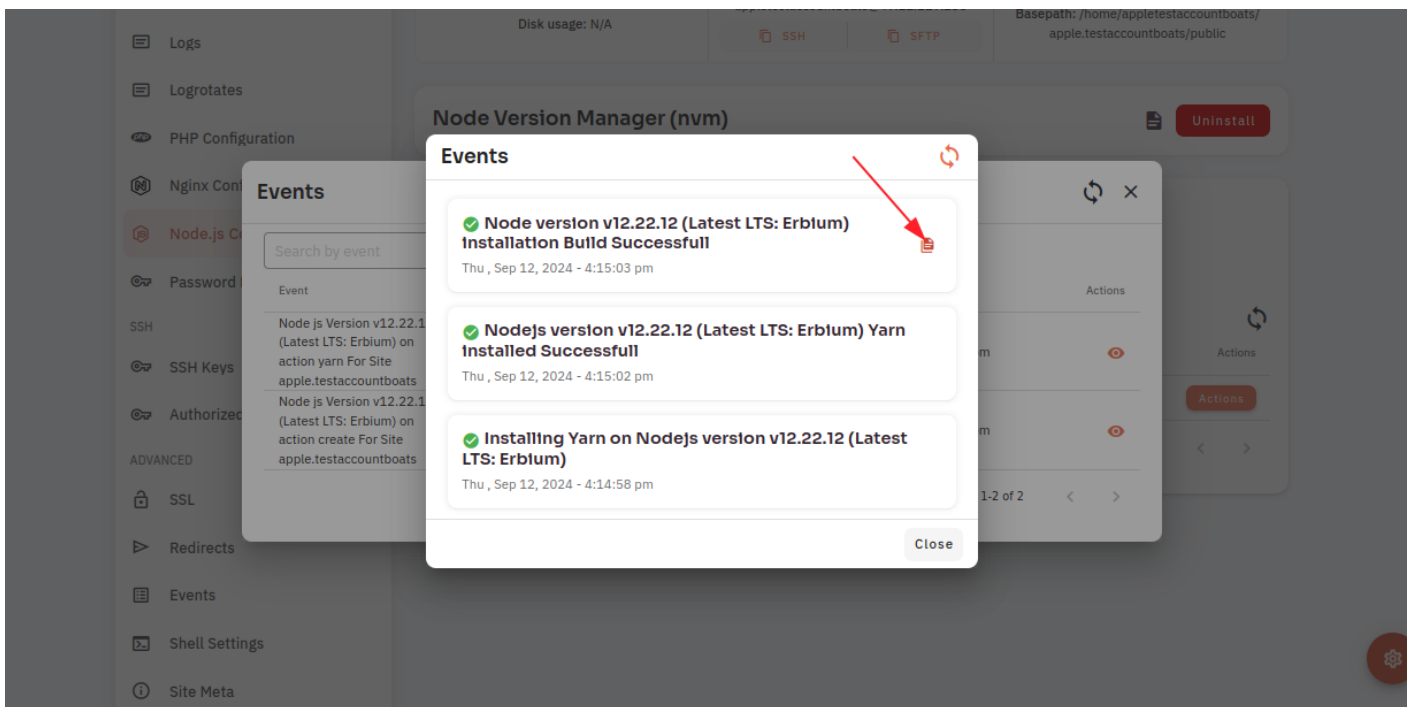 Disk usage: N/A
SSH
SFTP
Basepath: /home/appletestaccountboats/
apple.testaccountboats/public
Logs
Logrotates
PHP Configuration
Nginx Conf
Node.js Co
Password
SSH
SSH Keys
Authorized
ADVANCED
SSL
Redirects
Events
Shell Settings
Site Meta
Node Version Manager (nvm)
Uninstall
Actions
Actions
Events
Search by event
Event
Actions
Node js Version v12.22.1
(Latest LTS: Erbium) on
action yarn For Site
apple.testaccountboats
m
Node js Version v12.22.1
(Latest LTS: Erbium) on
action create For Site
apple.testaccountboats
m
1-2 of 2
Events
Node version v12.22.12 (Latest LTS: Erbium)
Installation Build Successfull
Thu , Sep 12, 2024 - 4:15:03 pm
Nodejs version v12.22.12 (Latest LTS: Erbium) Yarn
Installed Successfull
Thu , Sep 12, 2024 - 4:15:02 pm
Installing Yarn on Nodejs version v12.22.12 (Latest
LTS: Erbium)
Thu , Sep 12, 2024 - 4:14:58 pm
Close